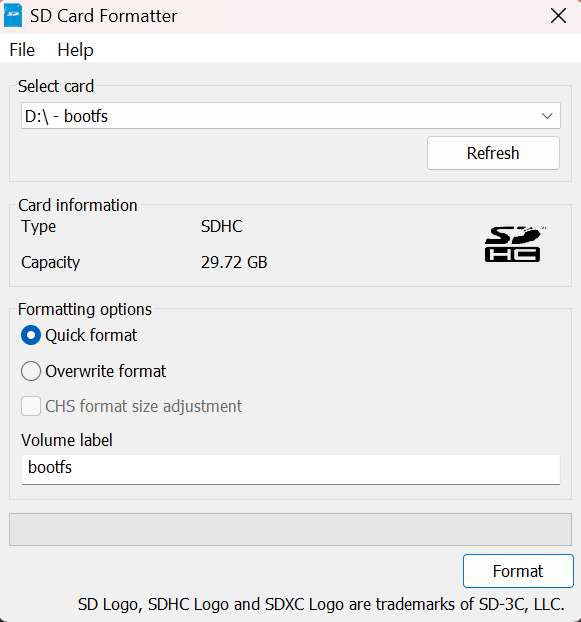 SD Card Formatter
File Help
Select card
D:\ - bootfs
Refresh
Card information
Type SDHC
Capacity 29.72 GB
SD
HC
Formatting options
Quick format
Overwrite format
CHS format size adjustment
Volume label
bootfs
Format
SD Logo, SDHC Logo and SDXC Logo are trademarks of SD-3C, LLC.